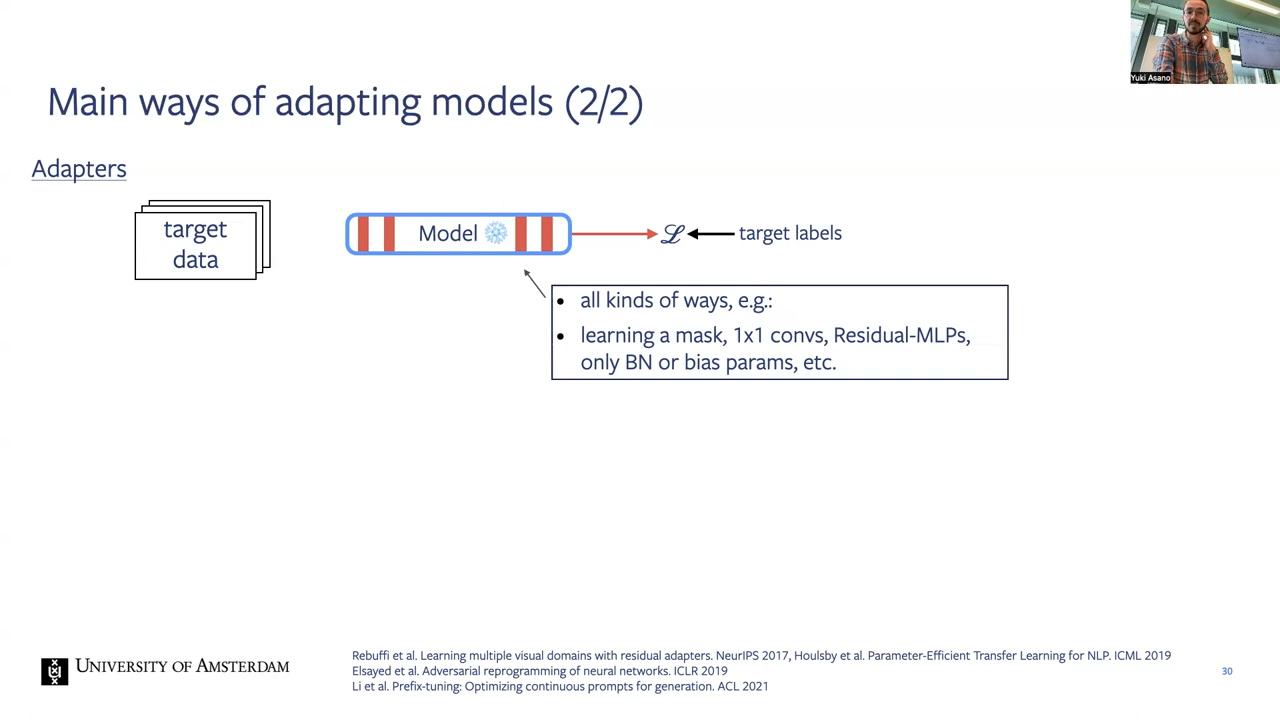 Yuki Asano
Main ways of adapting models (2/2)
Adapters
target
data
Model
ℒ
target labels
• all kinds of ways, e.g.:
• learning a mask, 1x1 convs, Residual-MLPs,
only BN or bias params, etc.
UNIVERSITY OF AMSTERDAM
Rebuffi et al. Learning multiple visual domains with residual adapters. NeurIPS 2017, Houlsby et al. Parameter-Efficient Transfer Learning for NLP. ICML 2019
Elsayed et al. Adversarial reprogramming of neural networks. ICLR 2019
Li et al. Prefix-tuning: Optimizing continuous prompts for generation. ACL 2021
30